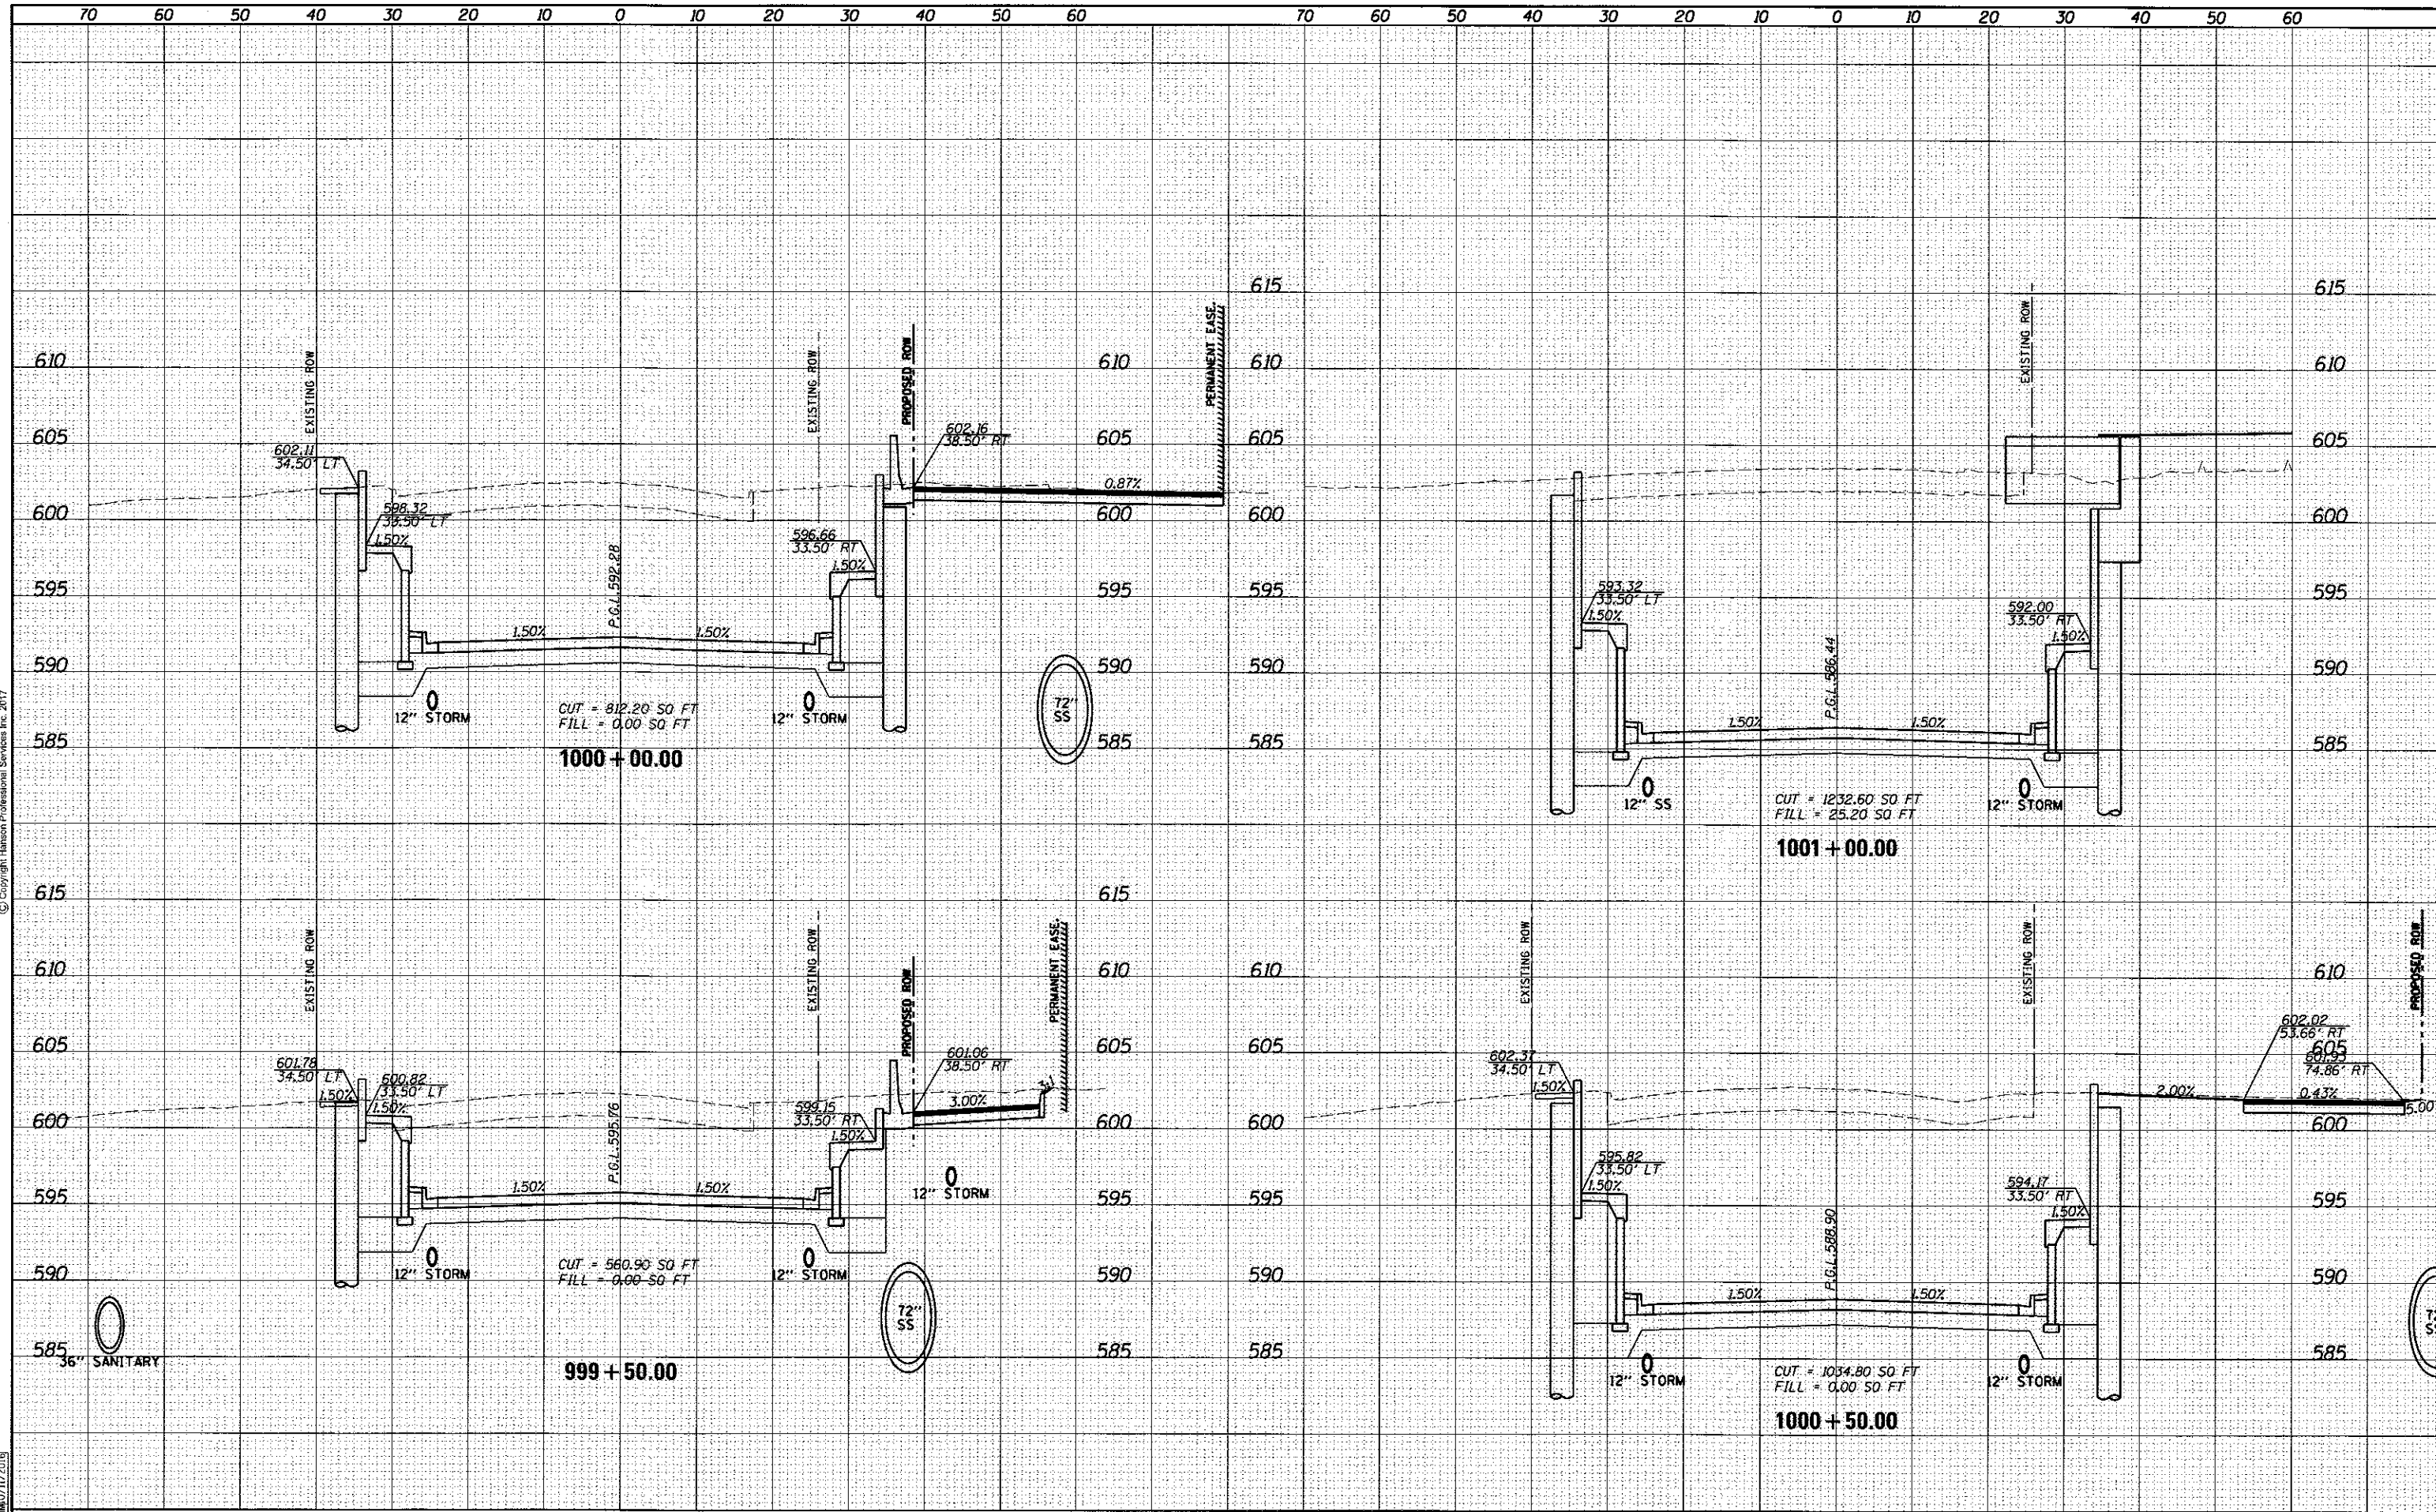 70 60 50 40 30 20 10 0 10 20 30 40 50 60 70 60 50 40 30 20 10 0 10 20 30 40 50 60
615 615
610 610 610 610
605 605 605 605
600 600 600 600
595 595 595 595
590 590 590 590
585 585 585 585
EXISTING ROW
EXISTING ROW
PROPOSED ROW
PERMANENT EASE.
602.11
34.50' LT
598.32
33.50' LT
1.50%
596.66
33.50' RT
1.50%
602.16
38.50' RT
0.87%
P.G.L.592.28
1.50% 1.50%
12" STORM
12" STORM
72"
SS
CUT = 812.20 SQ FT
FILL = 0.00 SQ FT
1000+00.00
EXISTING ROW
593.32
33.50' LT
1.50%
592.00
33.50' RT
1.50%
P.G.L.586.44
1.50% 1.50%
12" SS
12" STORM
CUT = 1232.60 SQ FT
FILL = 25.20 SQ FT
1001+00.00
615 615
610 610 610 610
605 605 605 605
600 600 600 600
595 595 595 595
590 590 590 590
585 585 585 585
EXISTING ROW
EXISTING ROW
PROPOSED ROW
PERMANENT EASE.
601.78
34.50' LT
1.50%
600.82
33.50' LT
1.50%
599.15
33.50' RT
1.50%
601.06
38.50' RT
3.00%
3:1
P.G.L.595.76
1.50% 1.50%
12" STORM
12" STORM
12" STORM
72"
SS
36" SANITARY
CUT = 560.90 SQ FT
FILL = 0.00 SQ FT
999+50.00
EXISTING ROW
EXISTING ROW
PROPOSED ROW
602.37
34.50' LT
1.50%
595.82
33.50' LT
1.50%
594.17
33.50' RT
1.50%
602.02
53.66' RT
601.93
74.86' RT
2.00%
0.43%
5.00
P.G.L.588.90
1.50% 1.50%
12" STORM
12" STORM
CUT = 1034.80 SQ FT
FILL = 0.00 SQ FT
1000+50.00
© Copyright Hanson Professional Services Inc. 2017